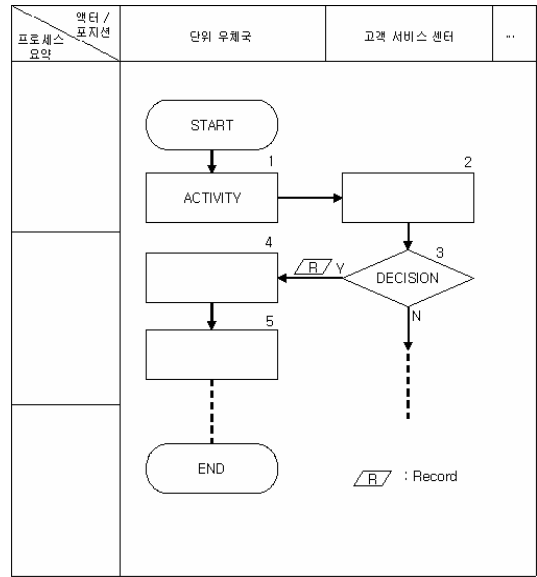 액터 /
포지션
프로세스
요약
단위 우체국
고객 서비스 센터
...
START
1
ACTIVITY
2
3
DECISION
Y
R
4
N
5
END
R : Record